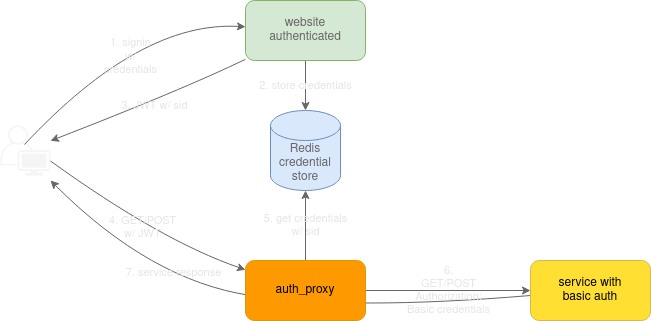 website
authenticated
1. signin
w/
credentials
2. store credentials
3. JWT w/ sid
Redis
credential
store
4. GET/POST
w/ JWT
5. get credentials
w/ sid
7. service response
auth_proxy
6.
GET/POST
Authorization:
Basic credentials
service with
basic auth